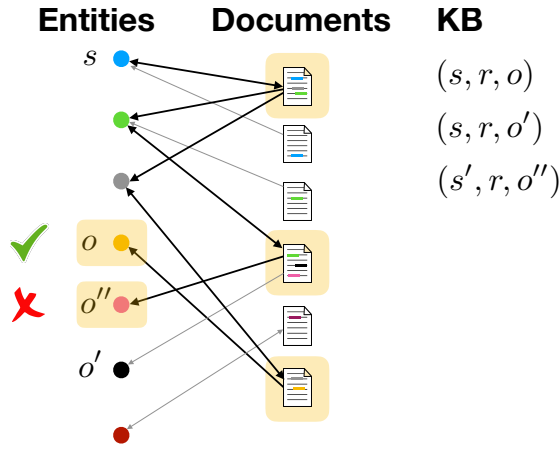 Entities Documents KB
s
(s, r, o)
(s, r, o′)
(s′, r, o″)
o
o″
o′